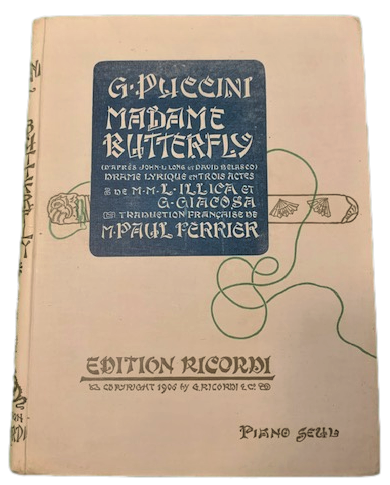 G. PUCCINI
MADAME
BUTTERFLY
(D'APRÈS JOHN L. LONG ET DAVID BELASCO)
DRAME LYRIQUE EN TROIS ACTES
DE M.M. L. ILLICA ET
G. GIACOSA
TRADUCTION FRANÇAISE DE
M. PAUL FERRIER
EDITION RICORDI
COPYRIGHT 1906 by G. RICORDI & Co.
PIANO SEUL